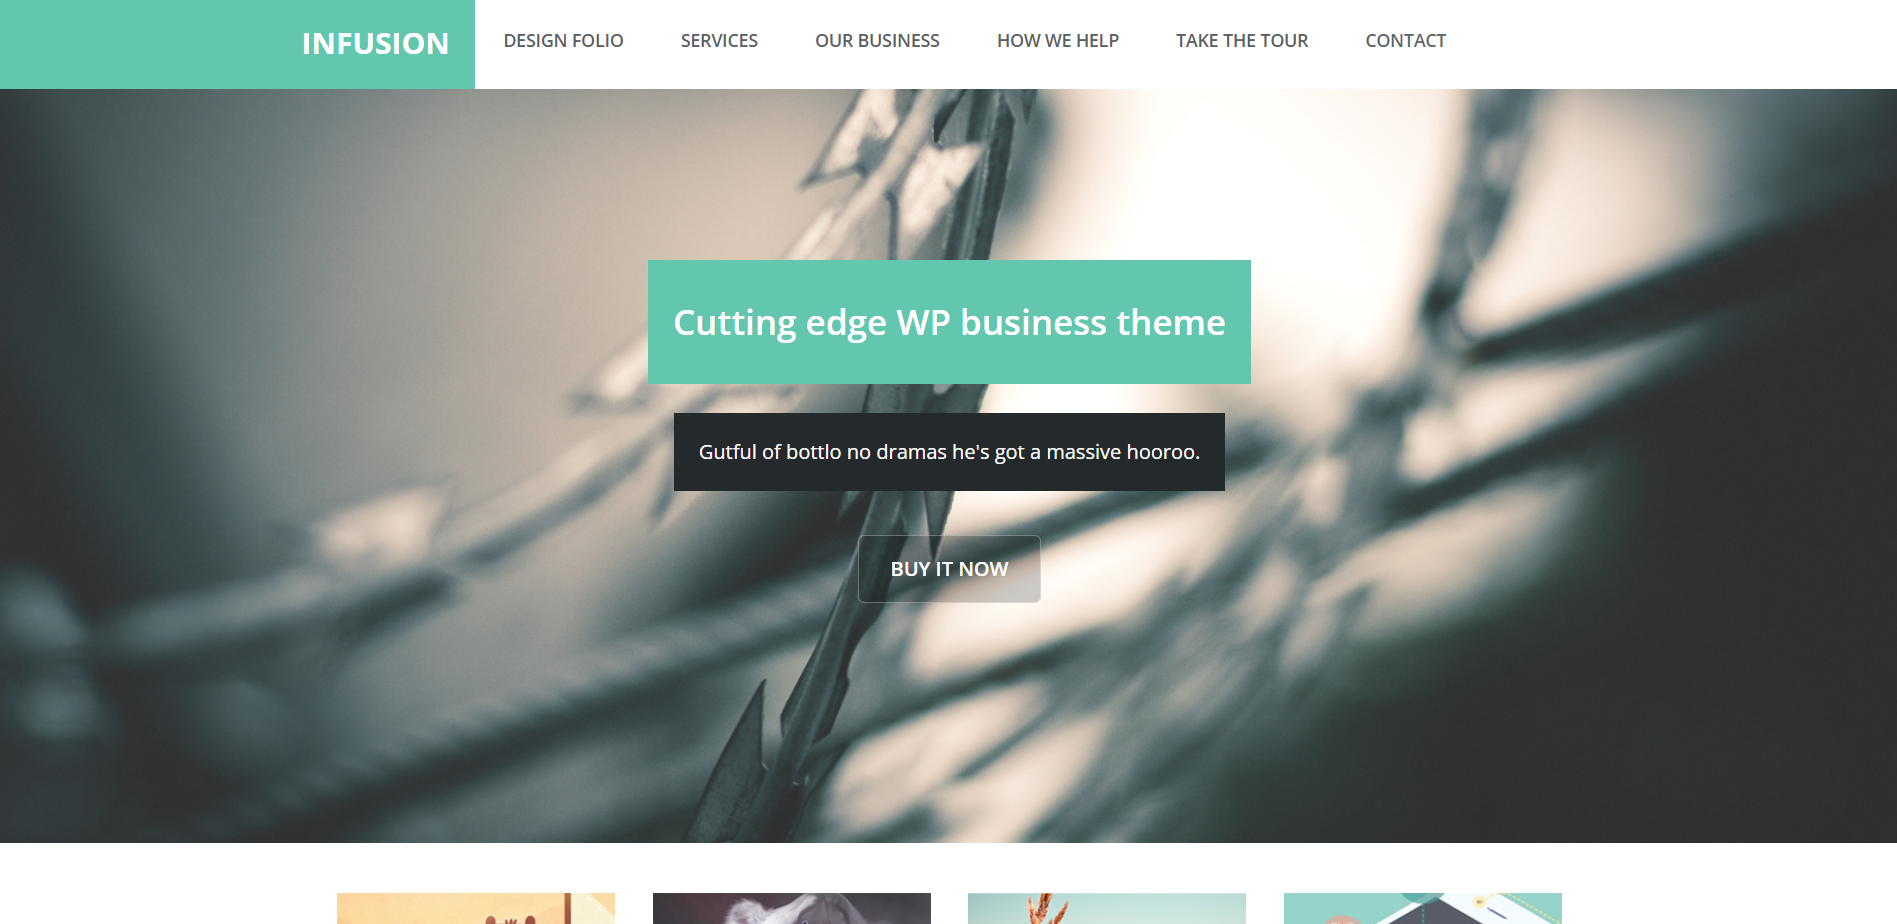 INFUSION
DESIGN FOLIO
SERVICES
OUR BUSINESS
HOW WE HELP
TAKE THE TOUR
CONTACT
Cutting edge WP business theme
Gutful of bottlo no dramas he's got a massive hooroo.
BUY IT NOW